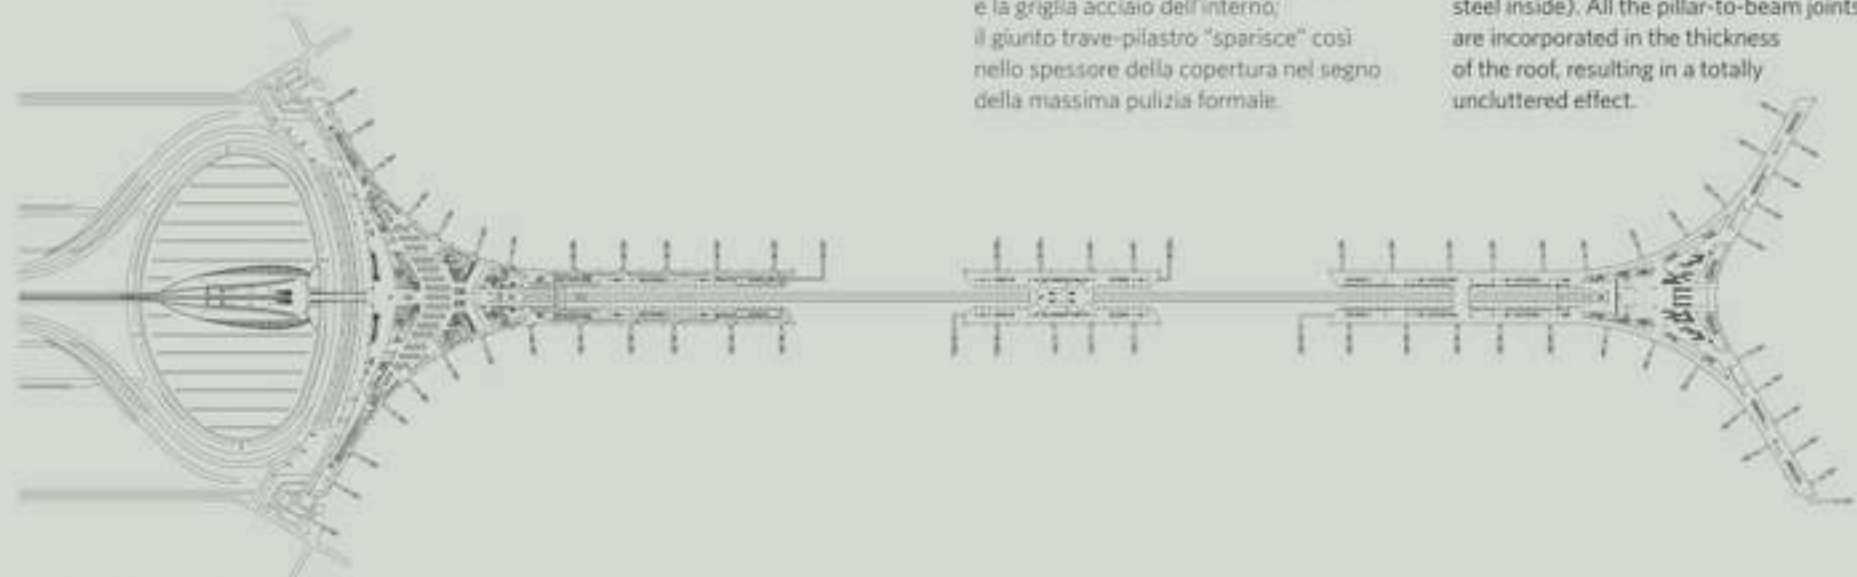 e la griglia acciaio dell'interno;
il giunto trave-pilastro "sparisce" così
nello spessore della copertura nel segno
della massima pulizia formale.
steel inside). All the pillar-to-beam joints
are incorporated in the thickness
of the roof, resulting in a totally
uncluttered effect.